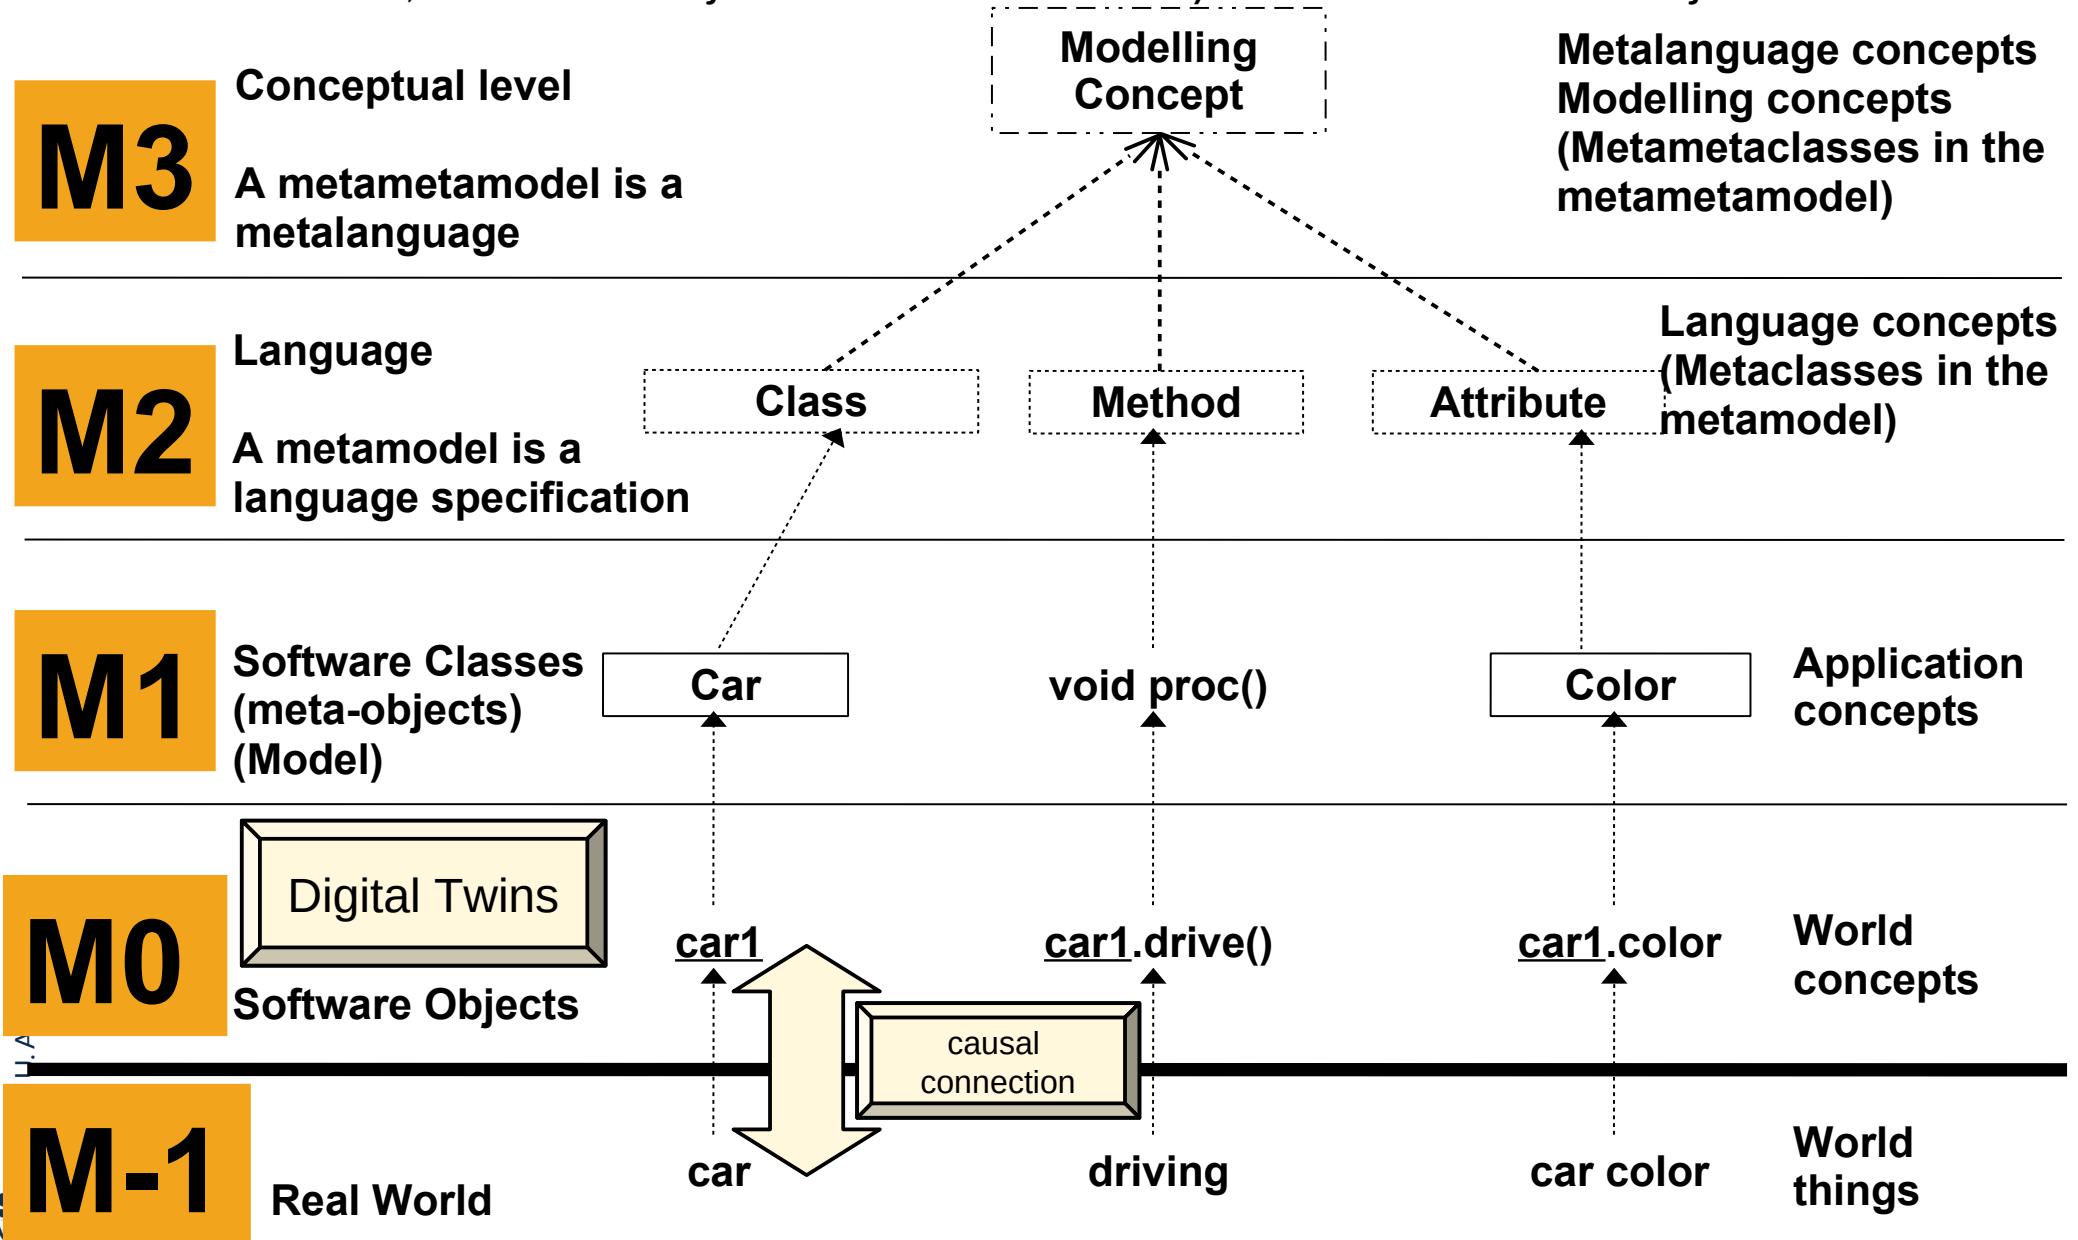 Modelling
Concept
Metalanguage concepts
Modelling concepts
(Metametaclasses in the
metametamodel)
M3
Conceptual level
A metametamodel is a
metalanguage
M2
Language
A metamodel is a
language specification
Class
Method
Attribute
Language concepts
(Metaclasses in the
metamodel)
M1
Software Classes
(meta-objects)
(Model)
Car
void proc()
Color
Application
concepts
M0
Digital Twins
Software Objects
car1
car1.drive()
car1.color
World
concepts
causal
connection
M-1
Real World
car
driving
car color
World
things